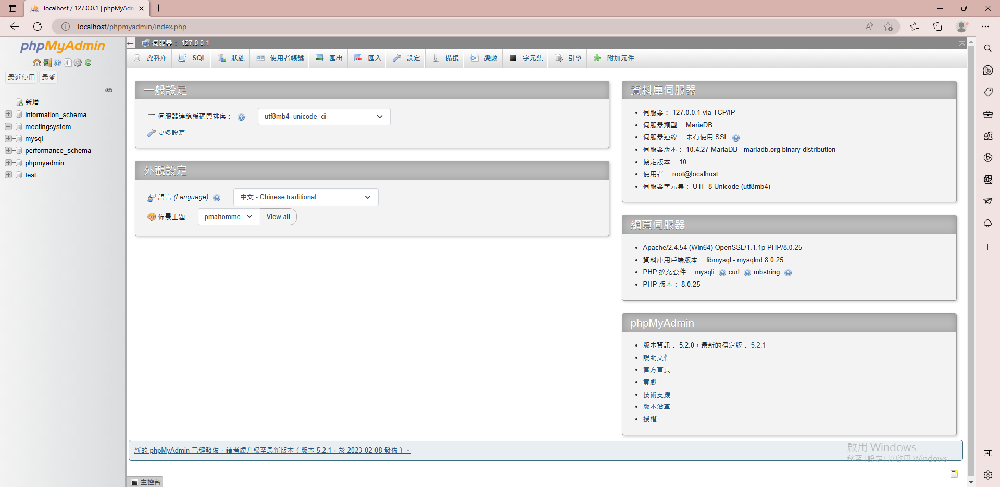 localhost / 127.0.0.1 | phpMyAdm
localhost/phpmyadmin/index.php
phpMyAdmin
最近使用 最愛
新增
information_schema
meetingsystem
mysql
performance_schema
phpmyadmin
test
伺服器： 127.0.0.1
資料庫 SQL 狀態 使用者帳號 匯出 匯入 設定 備援 變數 字元集 引擎 附加元件
一般設定
伺服器連線編碼與排序： utf8mb4_unicode_ci
更多設定
外觀設定
語言 (Language) 中文 - Chinese traditional
佈景主題 pmahomme View all
資料庫伺服器
伺服器： 127.0.0.1 via TCP/IP
伺服器類型： MariaDB
伺服器連線： 未有使用 SSL
伺服器版本： 10.4.27-MariaDB - mariadb.org binary distribution
協定版本： 10
使用者： root@localhost
伺服器字元集： UTF-8 Unicode (utf8mb4)
網頁伺服器
Apache/2.4.54 (Win64) OpenSSL/1.1.1p PHP/8.0.25
資料庫用戶端版本： libmysql - mysqlnd 8.0.25
PHP 擴充套件： mysqli curl mbstring
PHP 版本： 8.0.25
phpMyAdmin
版本資訊： 5.2.0，最新的穩定版： 5.2.1
說明文件
官方首頁
貢獻
技術支援
版本沿革
授權
新的 phpMyAdmin 已經發佈，請考慮升級至最新版本（版本 5.2.1，於 2023-02-08 發佈）。
啟用 Windows
移至 [設定] 以啟用 Windows。
主控台